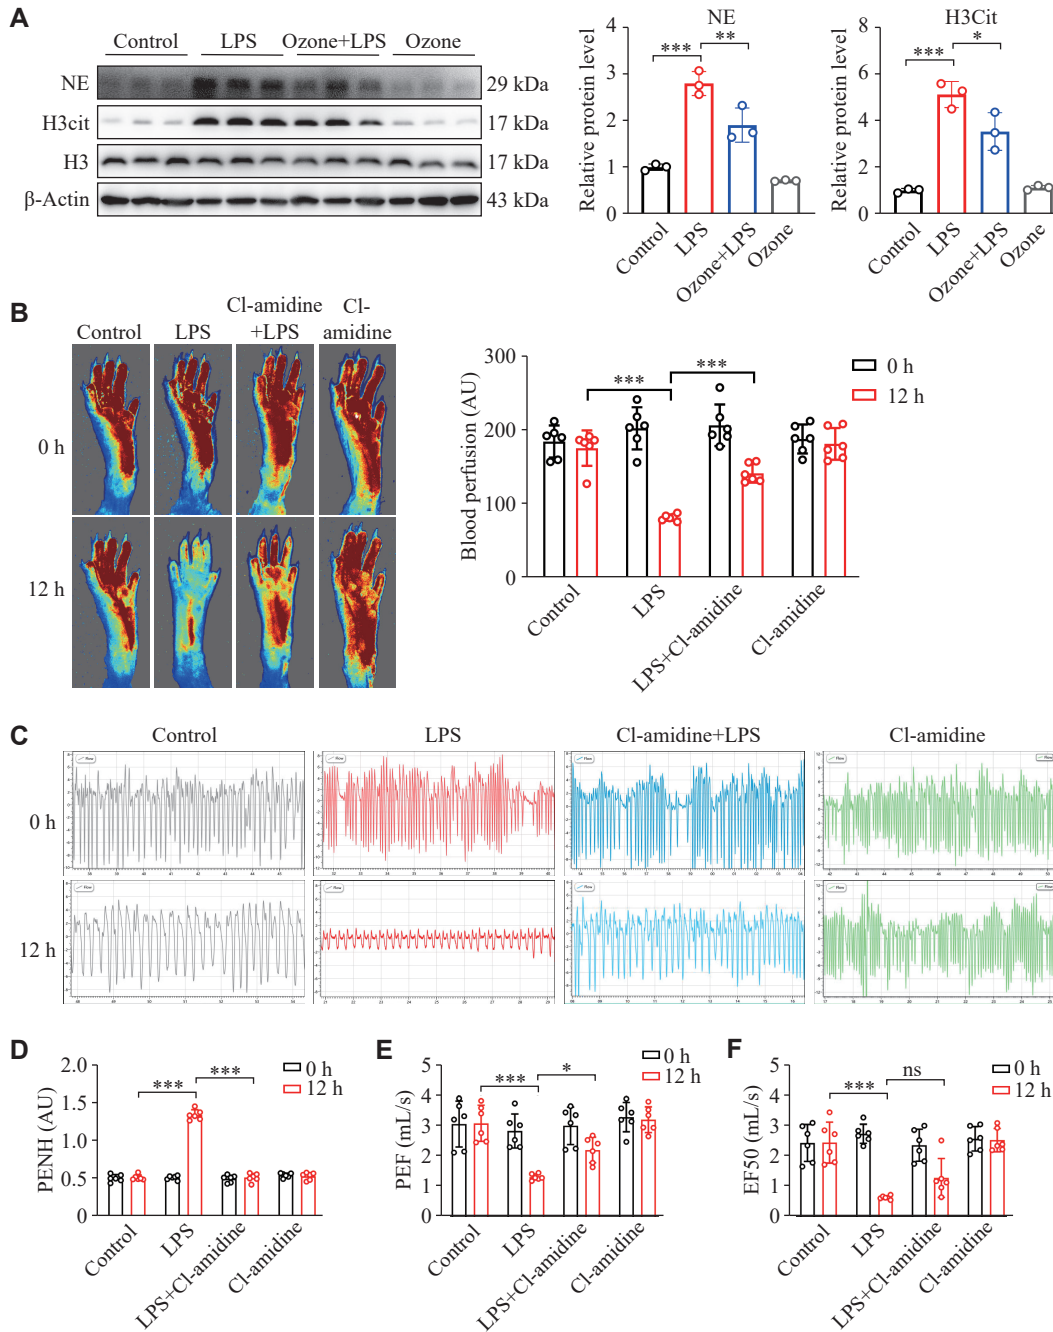 A
Control LPS Ozone+LPS Ozone
NE 29 kDa
H3cit 17 kDa
H3 17 kDa
β-Actin 43 kDa
NE
Relative protein level
4
3
2
1
0
*** **
Control LPS Ozone+LPS Ozone
H3Cit
Relative protein level
8
6
4
2
0
*** *
Control LPS Ozone+LPS Ozone
B
Control LPS Cl-amidine +LPS Cl-amidine
0 h
12 h
Blood perfusion (AU)
300
200
100
0
*** ***
0 h
12 h
Control LPS LPS+Cl-amidine Cl-amidine
C
Control LPS Cl-amidine+LPS Cl-amidine
0 h
12 h
D
PENH (AU)
2.0
1.5
1.0
0.5
0
*** ***
0 h
12 h
Control LPS LPS+Cl-amidine Cl-amidine
E
PEF (mL/s)
5
4
3
2
1
0
*** *
0 h
12 h
Control LPS LPS+Cl-amidine Cl-amidine
F
EF50 (mL/s)
5
4
3
2
1
0
*** ns
0 h
12 h
Control LPS LPS+Cl-amidine Cl-amidine